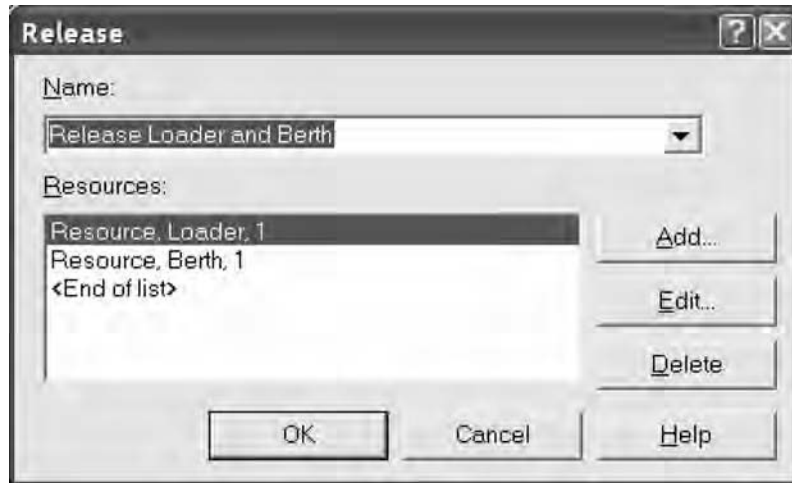 Release
Name:
Release Loader and Berth
Resources:
Resource, Loader, 1
Resource, Berth, 1
<End of list>
Add...
Edit...
Delete
OK
Cancel
Help